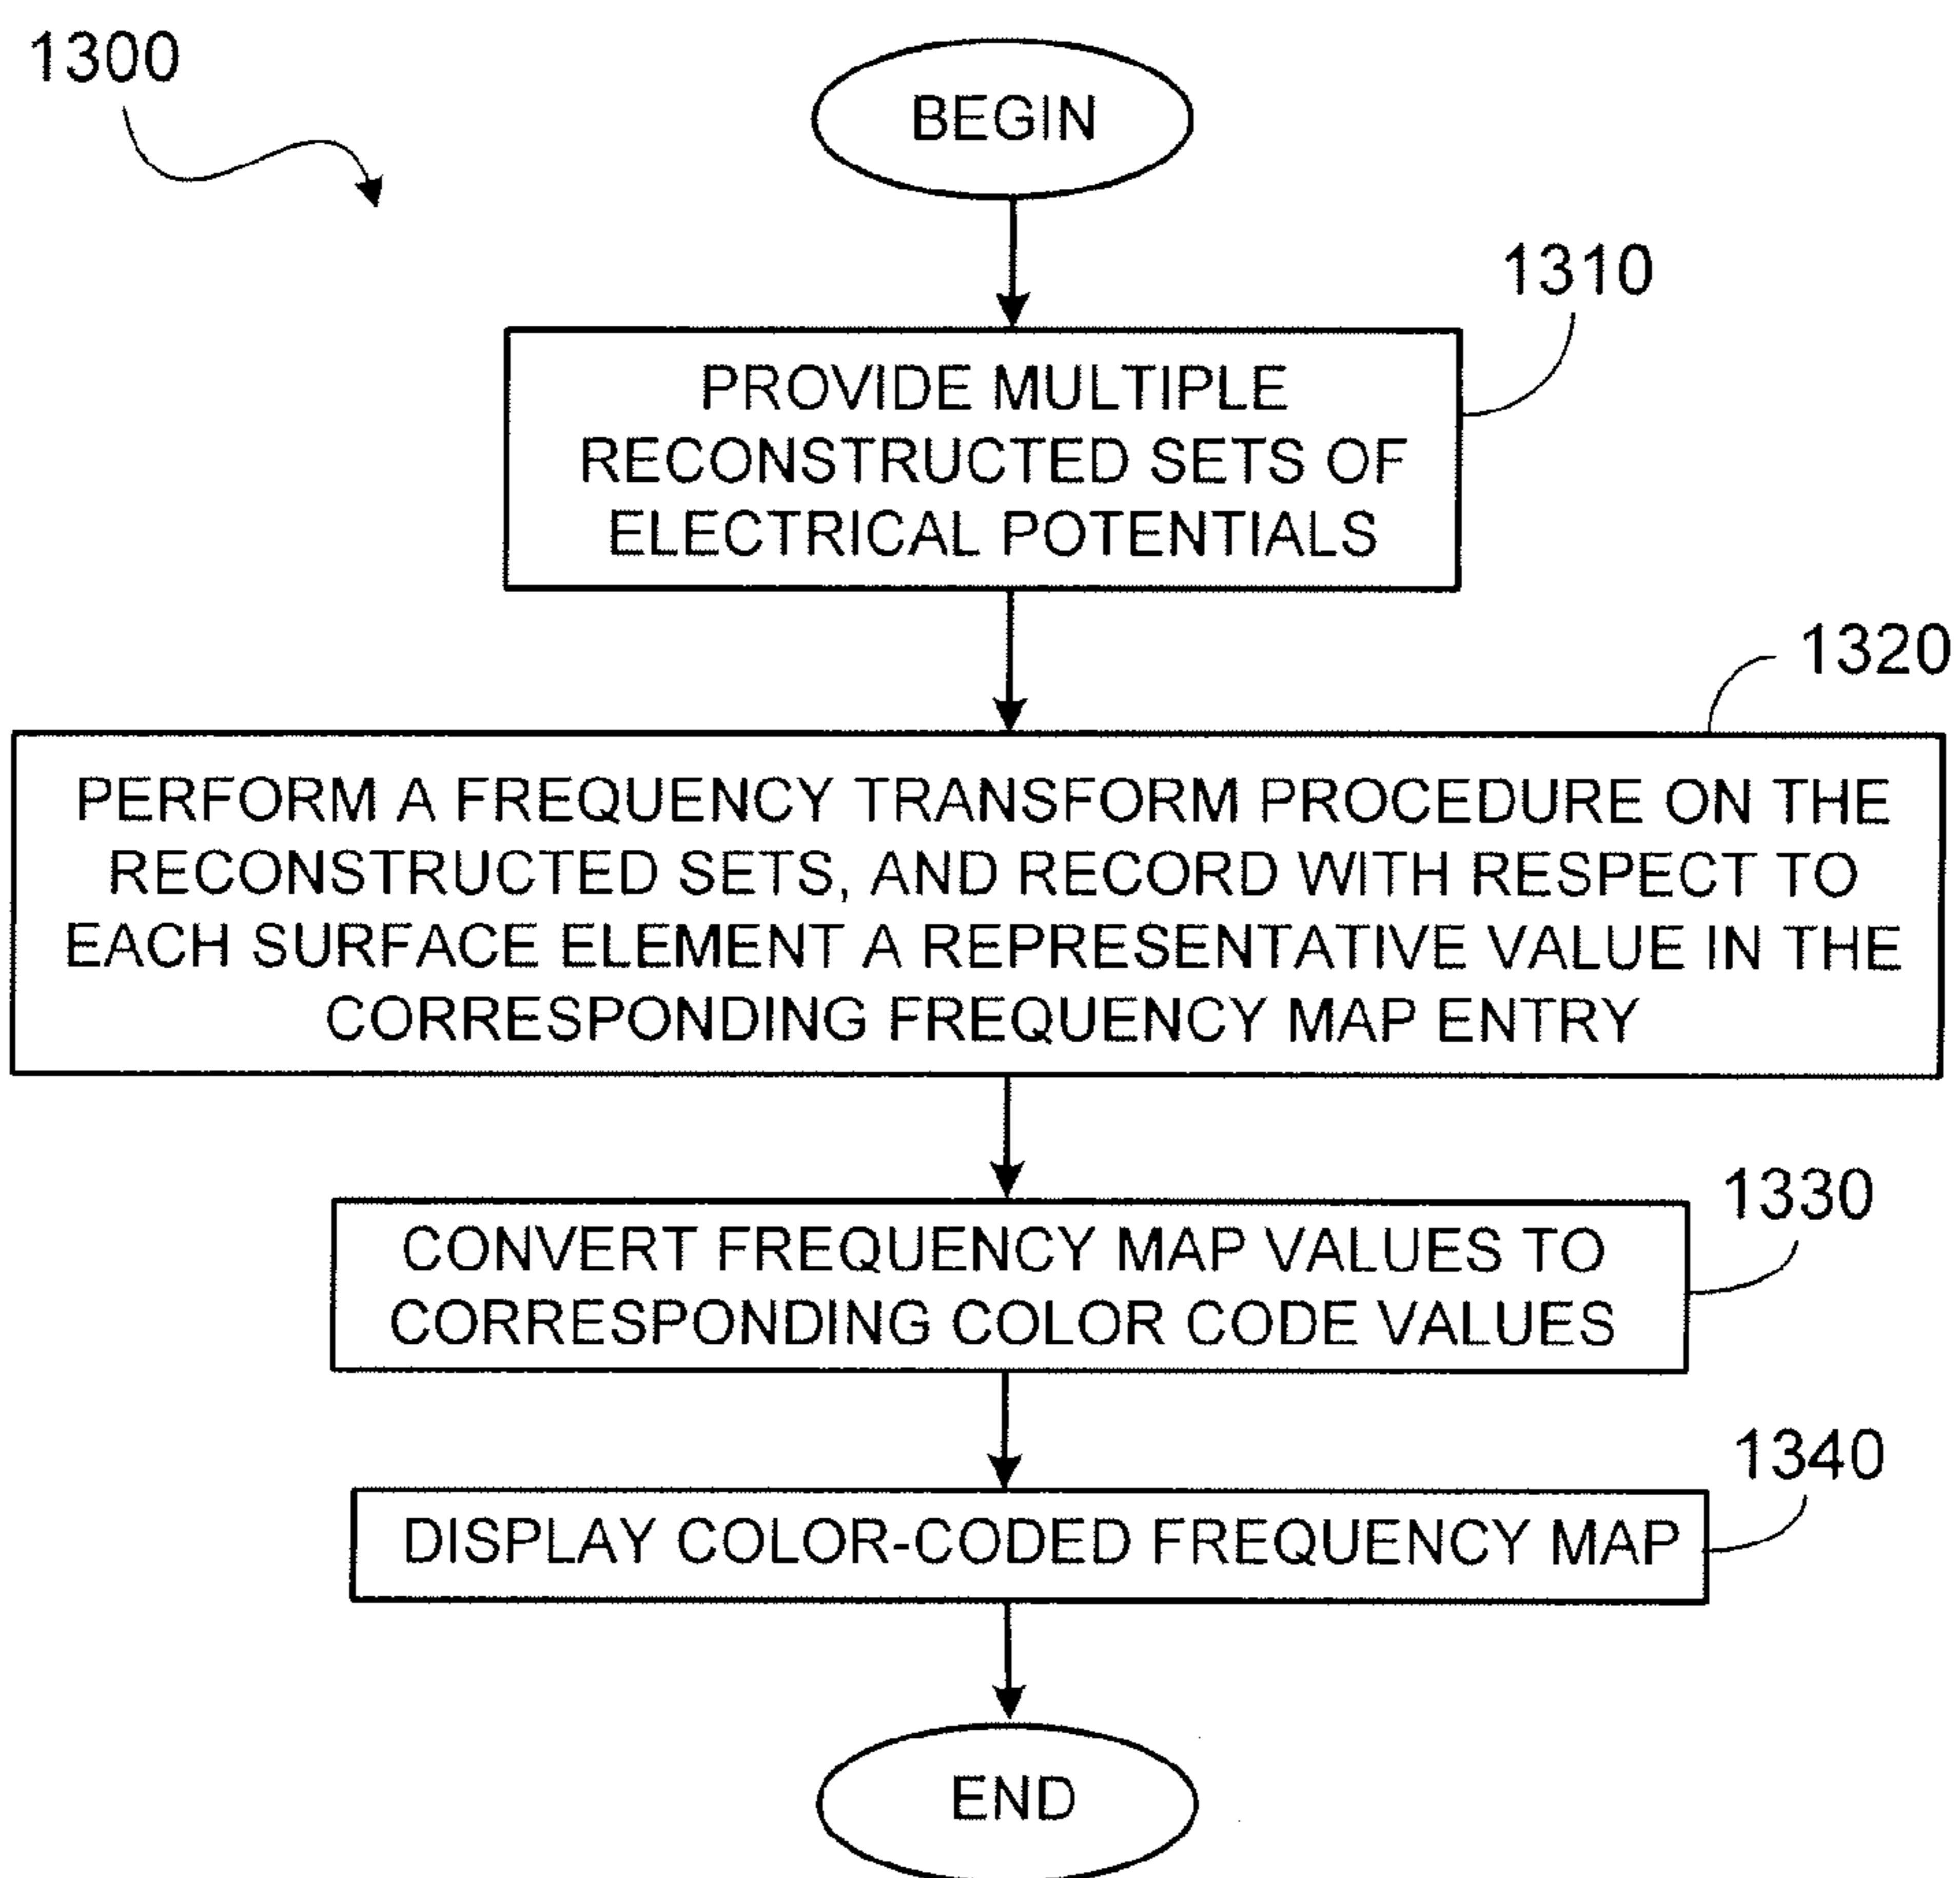 1300
BEGIN
1310
PROVIDE MULTIPLE
RECONSTRUCTED SETS OF
ELECTRICAL POTENTIALS
1320
PERFORM A FREQUENCY TRANSFORM PROCEDURE ON THE
RECONSTRUCTED SETS, AND RECORD WITH RESPECT TO
EACH SURFACE ELEMENT A REPRESENTATIVE VALUE IN THE
CORRESPONDING FREQUENCY MAP ENTRY
1330
CONVERT FREQUENCY MAP VALUES TO
CORRESPONDING COLOR CODE VALUES
1340
DISPLAY COLOR-CODED FREQUENCY MAP
END